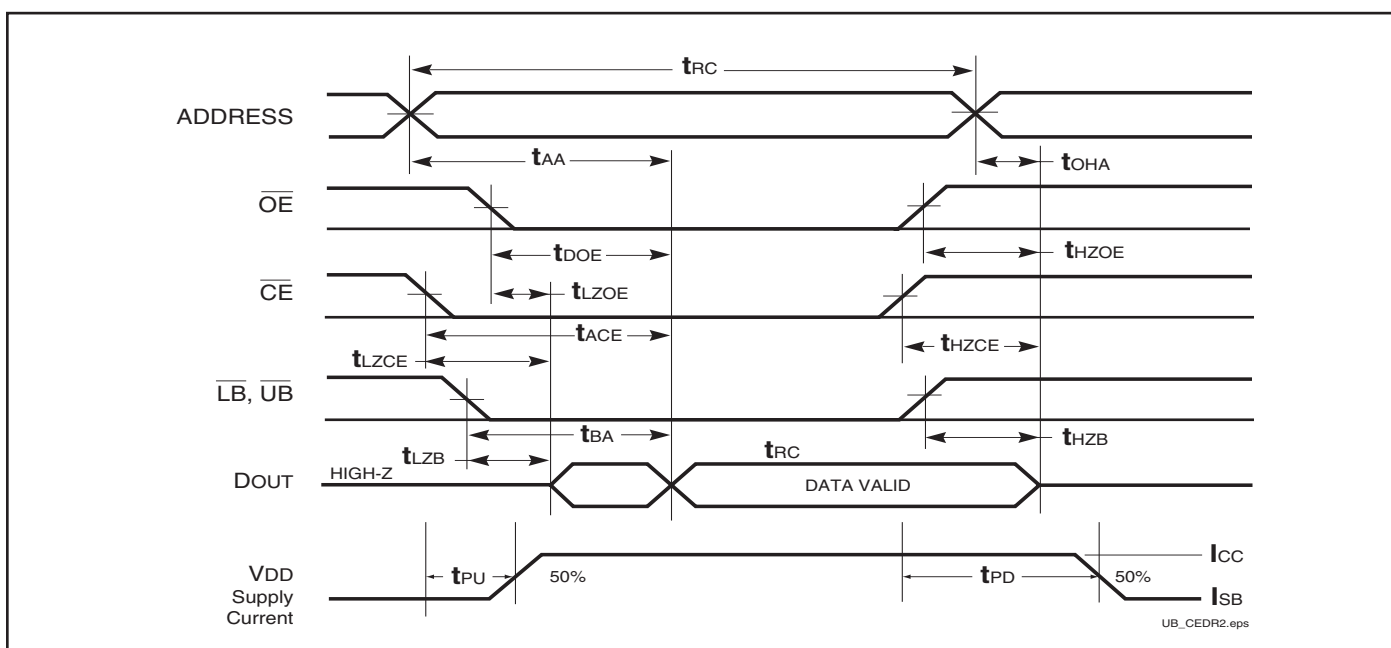 tRC
ADDRESS
tAA
tOHA
OE
tDOE
tHZOE
CE
tLZOE
tACE
tHZCE
tLZCE
LB, UB
tBA
tHZB
tLZB
tRC
DOUT
HIGH-Z
DATA VALID
ICC
VDD
Supply
Current
tPU
50%
tPD
50%
ISB
UB_CEDR2.eps